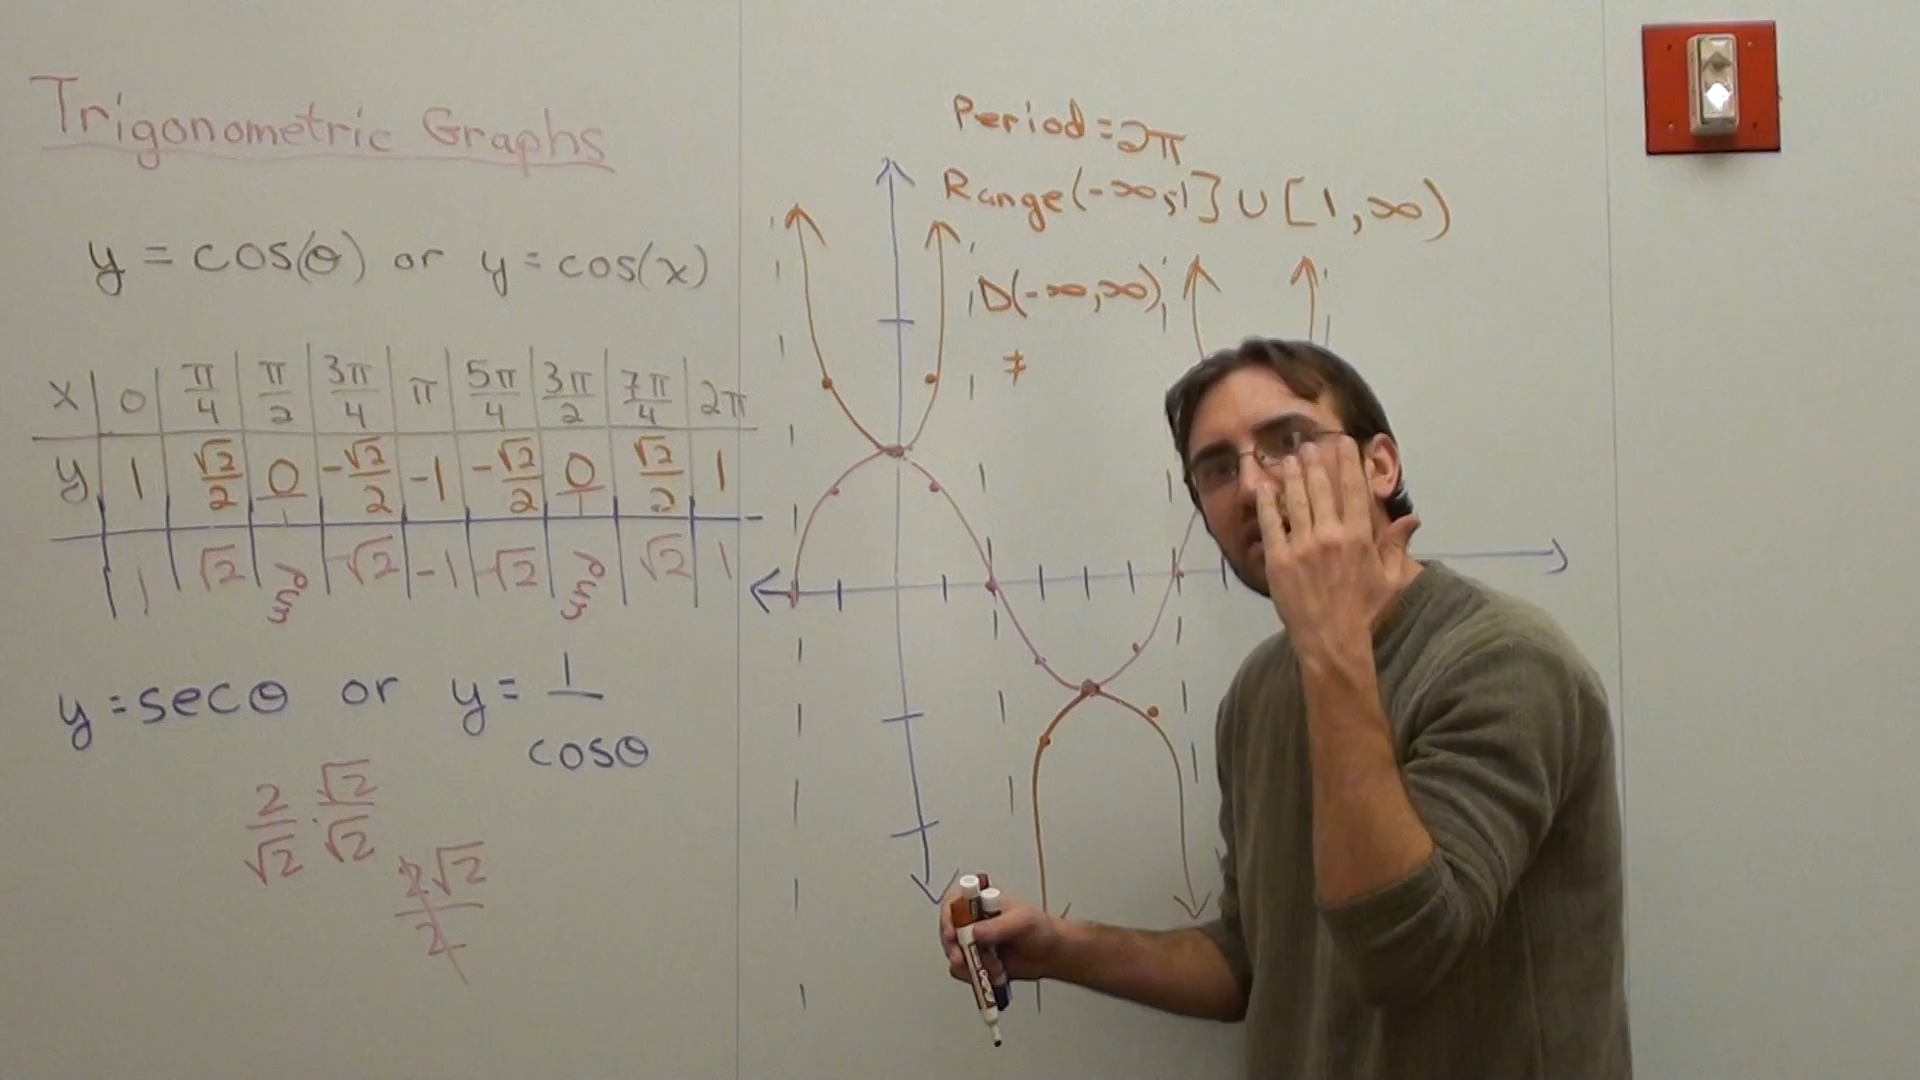 Trigonometric Graphs
y = cos(θ) or y = cos(x)
x | 0 | π/4 | π/2 | 3π/4 | π | 5π/4 | 3π/2 | 7π/4 | 2π
y | 1 | √2/2 | 0/1 | -√2/2 | -1 | -√2/2 | 0/1 | √2/2 | 1
1 | √2 | und | -√2 | -1 | -√2 | und | √2 | 1
y = secθ or y = 1/cosθ
2/√2 · √2/√2
2√2/2
Period = 2π
Range (-∞,-1] ∪ [1,∞)
D(-∞,∞)
≠